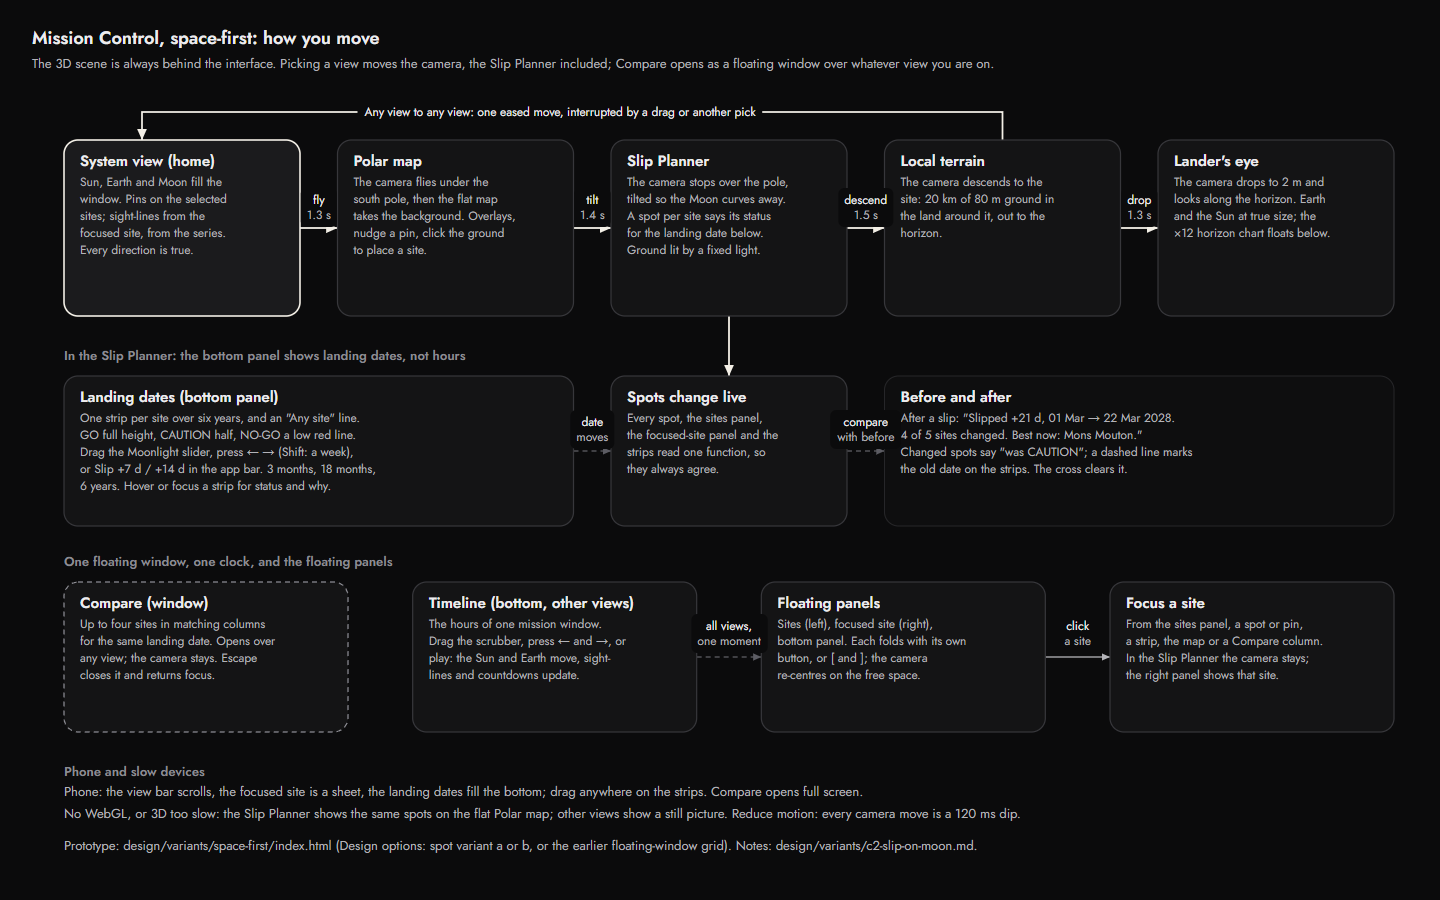 Mission Control, space-first: how you move
The 3D scene is always behind the interface. Picking a view moves the camera, the Slip Planner included; Compare opens as a floating window over whatever view you are on.
Any view to any view: one eased move, interrupted by a drag or another pick
System view (home)
Sun, Earth and Moon fill the
window. Pins on the selected
sites; sight-lines from the
focused site, from the series.
Every direction is true.
fly
1.3 s
Polar map
The camera flies under the
south pole, then the flat map
takes the background. Overlays,
nudge a pin, click the ground
to place a site.
tilt
1.4 s
Slip Planner
The camera stops over the pole,
tilted so the Moon curves away.
A spot per site says its status
for the landing date below.
Ground lit by a fixed light.
descend
1.5 s
Local terrain
The camera descends to the
site: 20 km of 80 m ground in
the land around it, out to the
horizon.
drop
1.3 s
Lander's eye
The camera drops to 2 m and
looks along the horizon. Earth
and the Sun at true size; the
×12 horizon chart floats below.
In the Slip Planner: the bottom panel shows landing dates, not hours
Landing dates (bottom panel)
One strip per site over six years, and an "Any site" line.
GO full height, CAUTION half, NO-GO a low red line.
Drag the Moonlight slider, press ← → (Shift: a week),
or Slip +7 d / +14 d in the app bar. 3 months, 18 months,
6 years. Hover or focus a strip for status and why.
date
moves
Spots change live
Every spot, the sites panel,
the focused-site panel and the
strips read one function, so
they always agree.
compare
with before
Before and after
After a slip: "Slipped +21 d, 01 Mar → 22 Mar 2028.
4 of 5 sites changed. Best now: Mons Mouton."
Changed spots say "was CAUTION"; a dashed line marks
the old date on the strips. The cross clears it.
One floating window, one clock, and the floating panels
Compare (window)
Up to four sites in matching columns
for the same landing date. Opens over
any view; the camera stays. Escape
closes it and returns focus.
Timeline (bottom, other views)
The hours of one mission window.
Drag the scrubber, press ← and →, or
play: the Sun and Earth move, sight-
lines and countdowns update.
all views,
one moment
Floating panels
Sites (left), focused site (right),
bottom panel. Each folds with its own
button, or [ and ]; the camera
re-centres on the free space.
click
a site
Focus a site
From the sites panel, a spot or pin,
a strip, the map or a Compare column.
In the Slip Planner the camera stays;
the right panel shows that site.
Phone and slow devices
Phone: the view bar scrolls, the focused site is a sheet, the landing dates fill the bottom; drag anywhere on the strips. Compare opens full screen.
No WebGL, or 3D too slow: the Slip Planner shows the same spots on the flat Polar map; other views show a still picture. Reduce motion: every camera move is a 120 ms dip.
Prototype: design/variants/space-first/index.html (Design options: spot variant a or b, or the earlier floating-window grid). Notes: design/variants/c2-slip-on-moon.md.